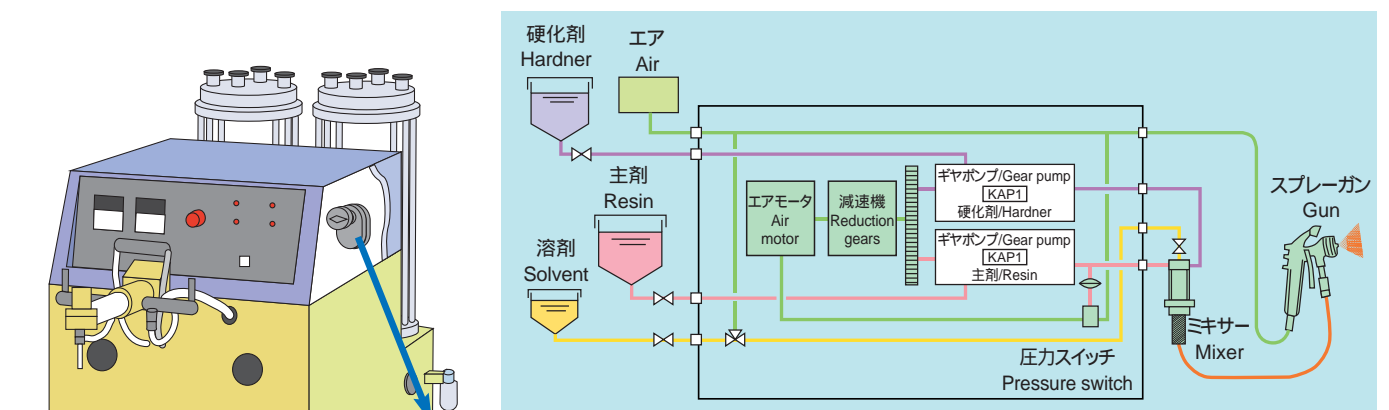 硬化剤
Hardner
エア
Air
主剤
Resin
溶剤
Solvent
エアモータ
Air
motor
減速機
Reduction
gears
ギヤポンプ/Gear pump
KAP1
硬化剤/Hardner
ギヤポンプ/Gear pump
KAP1
主剤/Resin
圧力スイッチ
Pressure switch
ミキサー
Mixer
スプレーガン
Gun